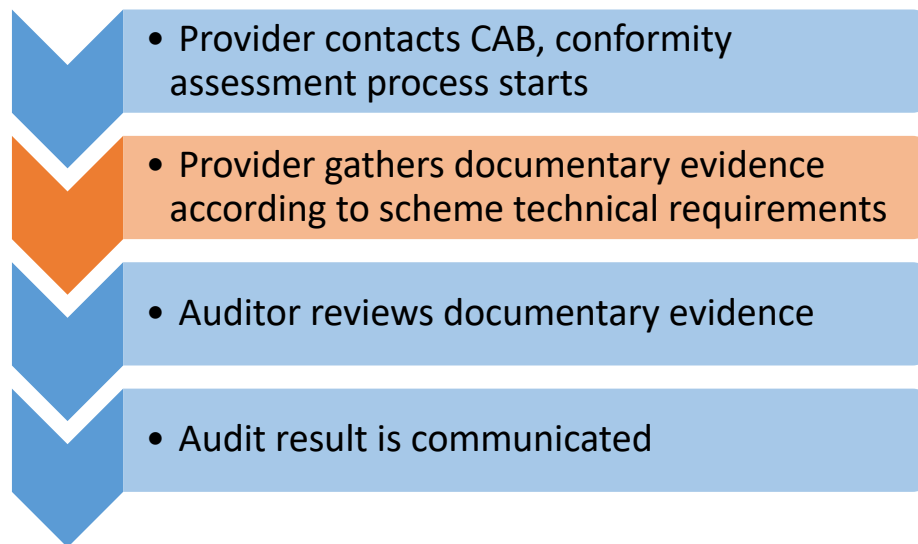 • Provider contacts CAB, conformity
assessment process starts
• Provider gathers documentary evidence
according to scheme technical requirements
• Auditor reviews documentary evidence
• Audit result is communicated